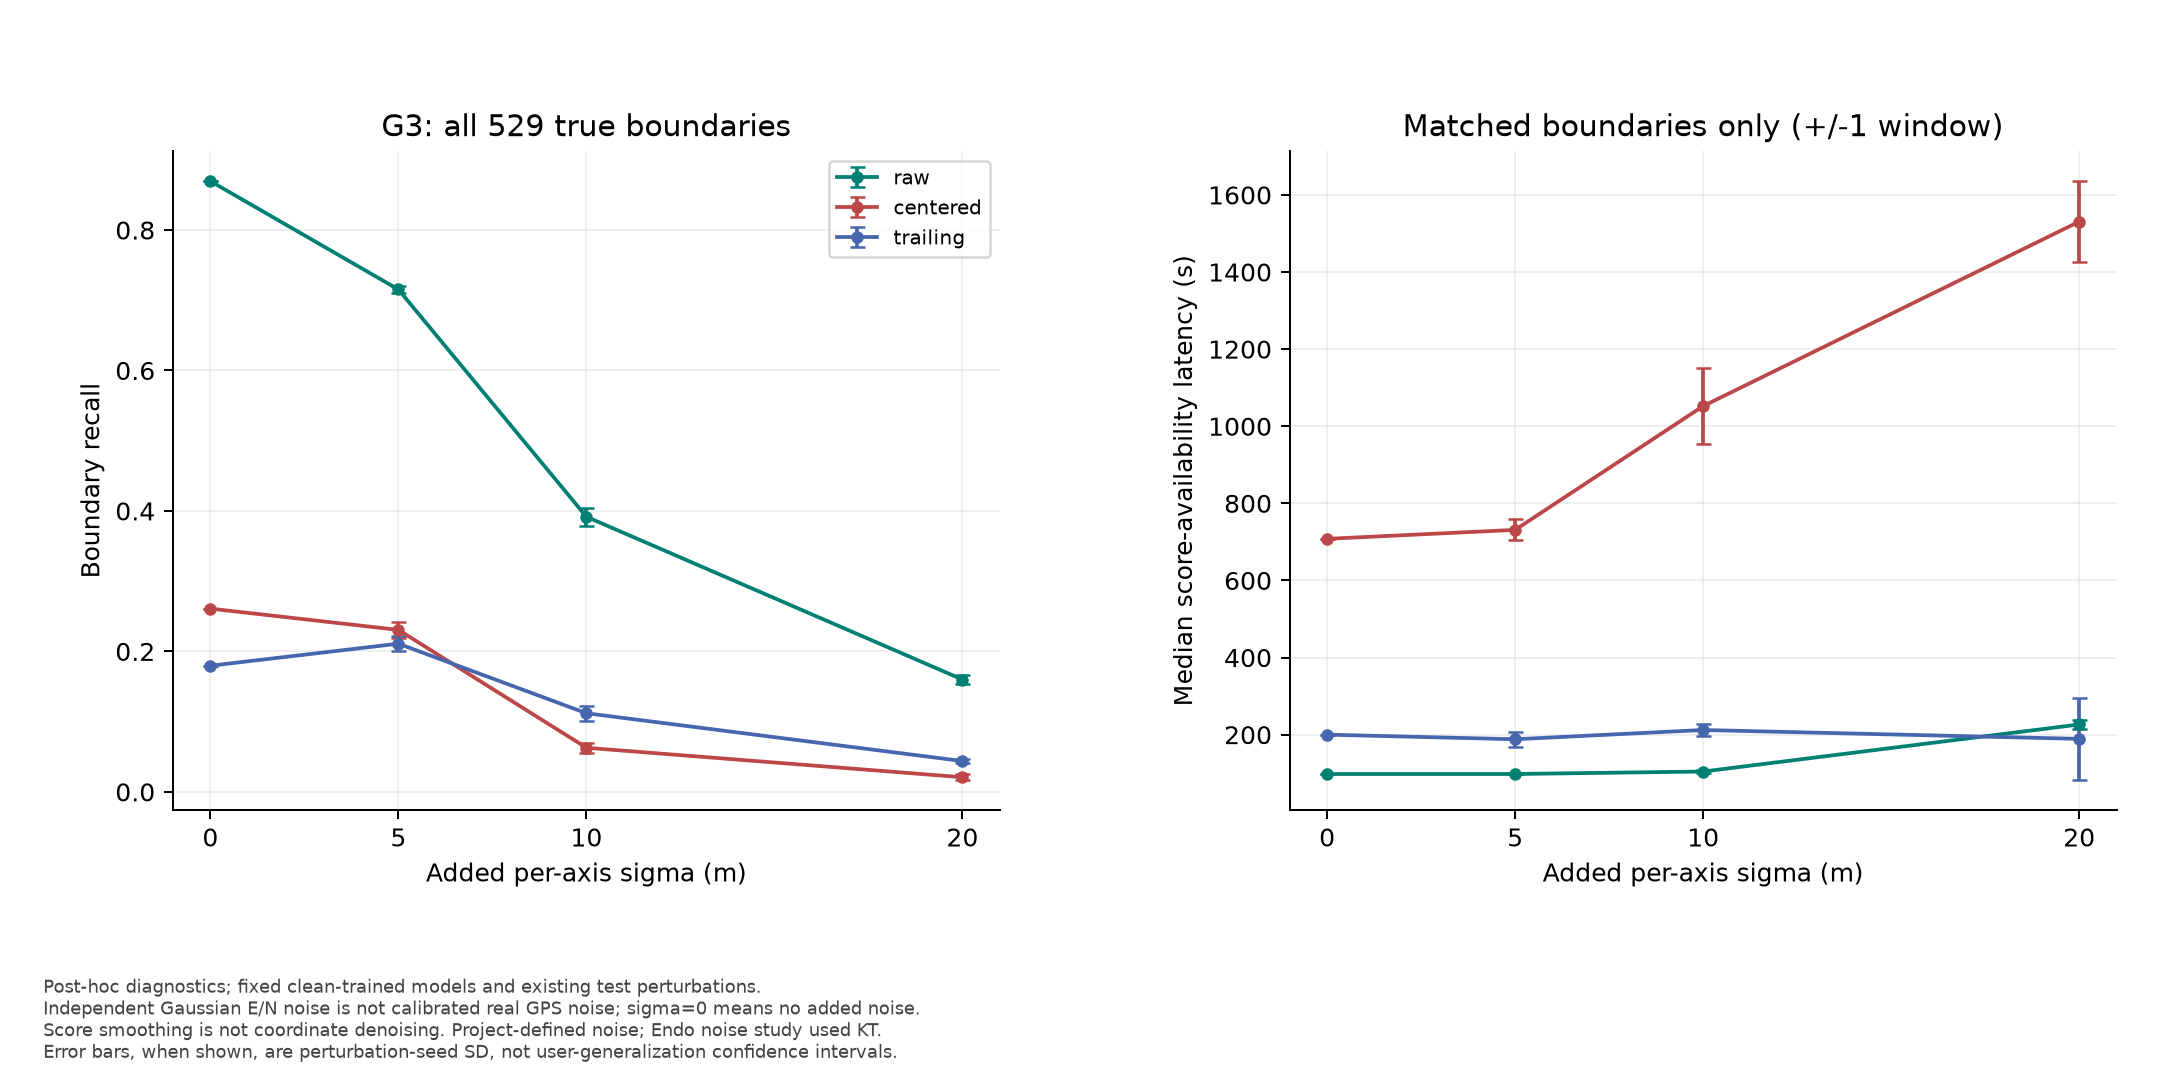 G3: all 529 true boundaries
raw
centered
trailing
0.8
0.6
0.4
0.2
0.0
Boundary recall
0 5 10 20
Added per-axis sigma (m)
Matched boundaries only (+/-1 window)
1600
1400
1200
1000
800
600
400
200
Median score-availability latency (s)
0 5 10 20
Added per-axis sigma (m)
Post-hoc diagnostics; fixed clean-trained models and existing test perturbations.
Independent Gaussian E/N noise is not calibrated real GPS noise; sigma=0 means no added noise.
Score smoothing is not coordinate denoising. Project-defined noise; Endo noise study used KT.
Error bars, when shown, are perturbation-seed SD, not user-generalization confidence intervals.